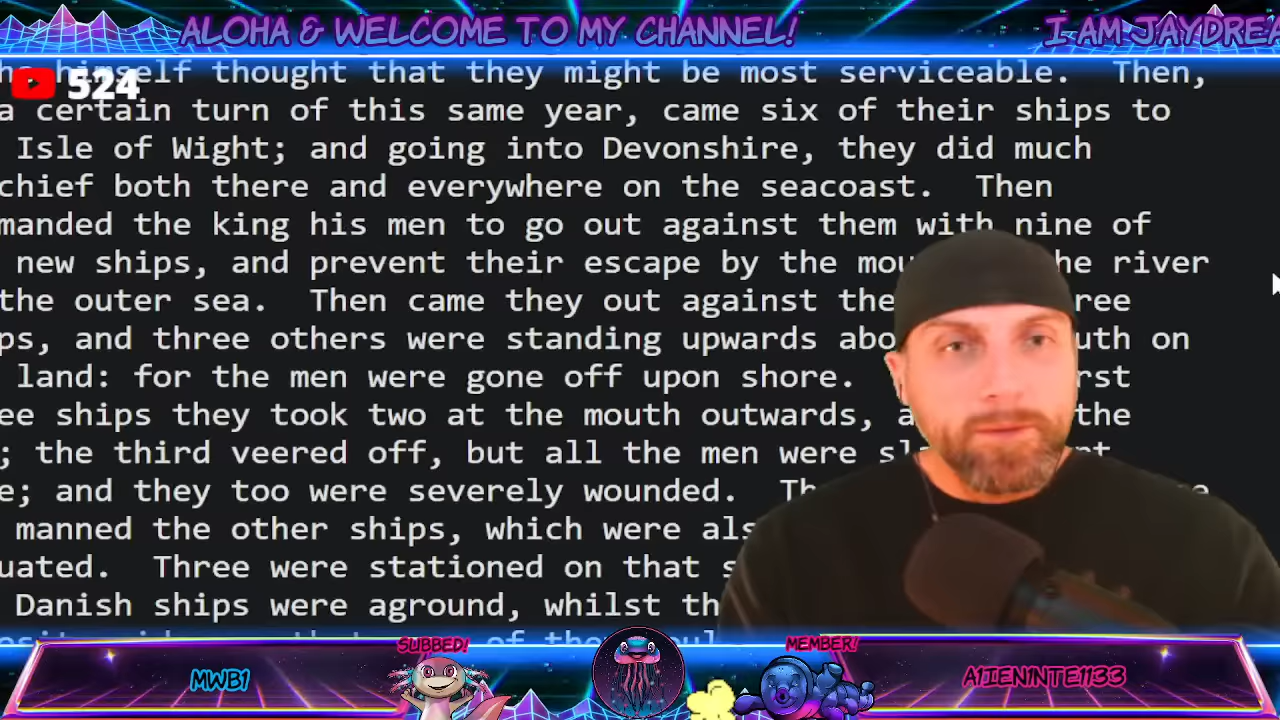 ALOHA & WELCOME TO MY CHANNEL! I AM JAYDREA
himself thought that they might be most serviceable. Then,
524
a certain turn of this same year, came six of their ships to
Isle of Wight; and going into Devonshire, they did much
chief both there and everywhere on the seacoast. Then
manded the king his men to go out against them with nine of
new ships, and prevent their escape by the mou he river
the outer sea. Then came they out against the ree
ps, and three others were standing upwards abo uth on
land: for the men were gone off upon shore. rst
ee ships they took two at the mouth outwards, a the
; the third veered off, but all the men were
e; and they too were severely wounded.
manned the other ships, which were als
uated. Three were stationed on that s
Danish ships were aground, whilst th
SUBBED!
MEMBER!
MWB1
A1IEN1NTE1133